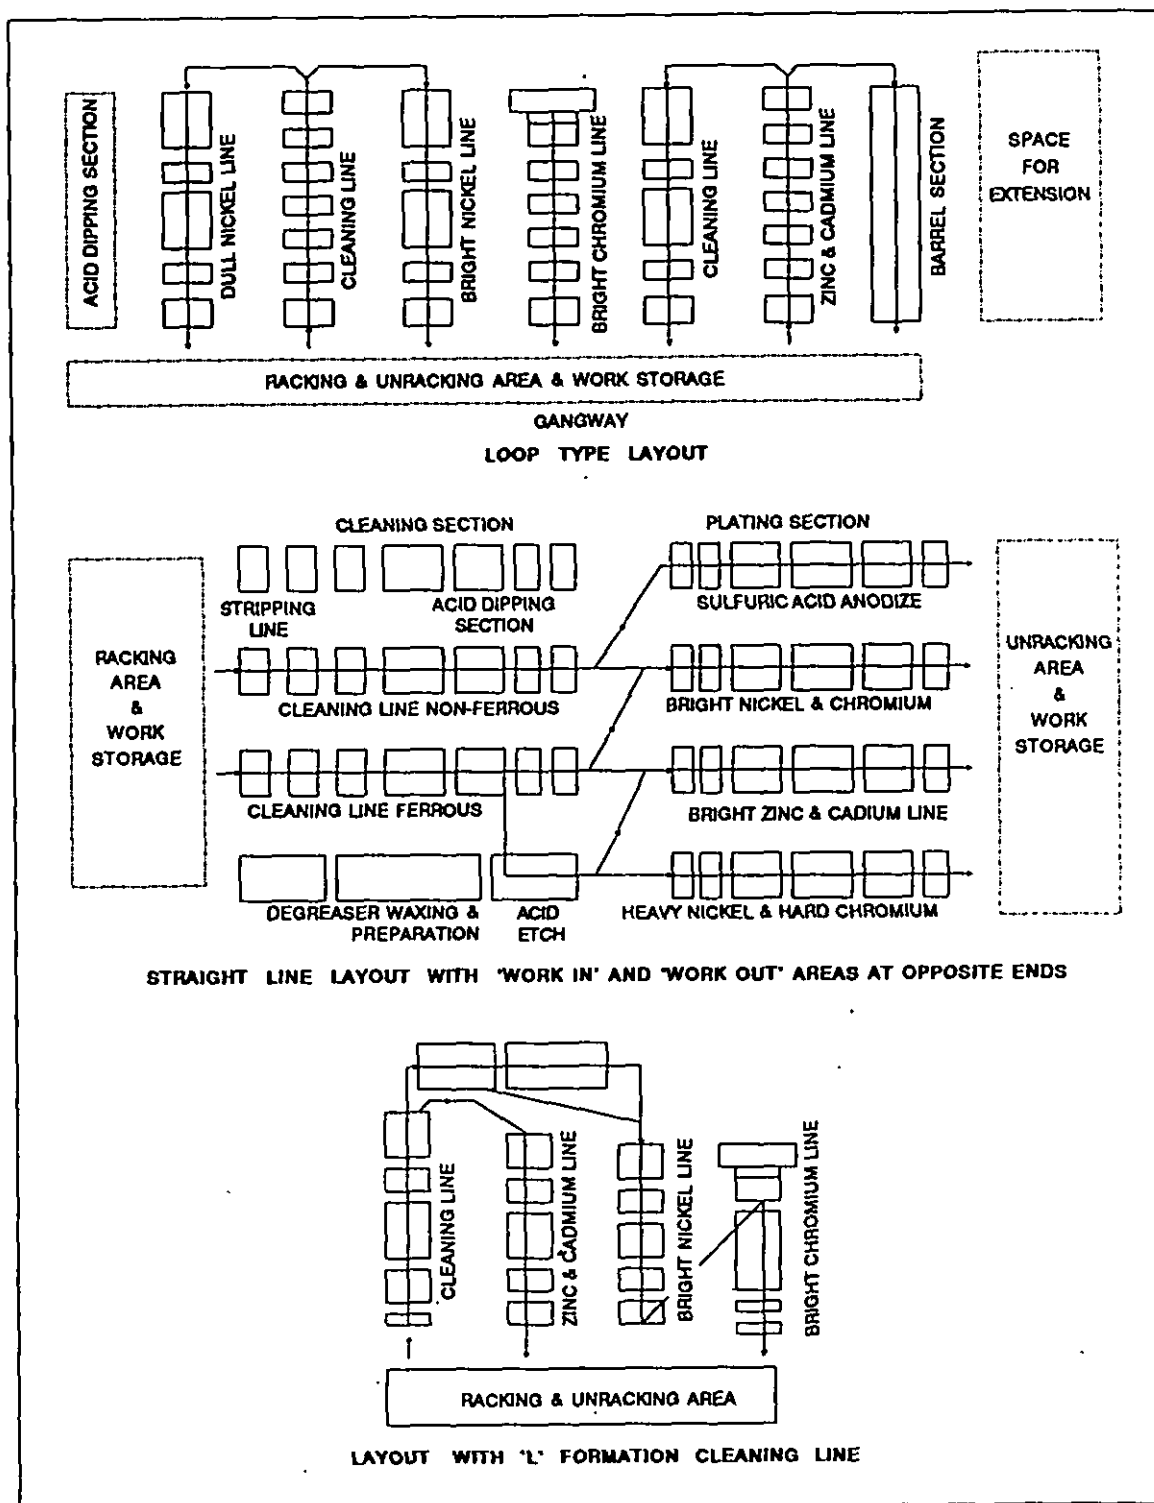 ACID DIPPING SECTION
DULL NICKEL LINE
CLEANING LINE
BRIGHT NICKEL LINE
BRIGHT CHROMIUM LINE
CLEANING LINE
ZINC & CADMIUM LINE
BARREL SECTION
SPACE
FOR
EXTENSION
RACKING & UNRACKING AREA & WORK STORAGE
GANGWAY
LOOP TYPE LAYOUT
CLEANING SECTION
PLATING SECTION
STRIPPING
LINE
ACID DIPPING
SECTION
SULFURIC ACID ANODIZE
RACKING
AREA
&
WORK
STORAGE
UNRACKING
AREA
&
WORK
STORAGE
CLEANING LINE NON-FERROUS
BRIGHT NICKEL & CHROMIUM
CLEANING LINE FERROUS
BRIGHT ZINC & CADIUM LINE
DEGREASER WAXING &
PREPARATION
ACID
ETCH
HEAVY NICKEL & HARD CHROMIUM
STRAIGHT LINE LAYOUT WITH 'WORK IN' AND 'WORK OUT' AREAS AT OPPOSITE ENDS
CLEANING LINE
ZINC & CADMIUM LINE
BRIGHT NICKEL LINE
BRIGHT CHROMIUM LINE
RACKING & UNRACKING AREA
LAYOUT WITH 'L' FORMATION CLEANING LINE